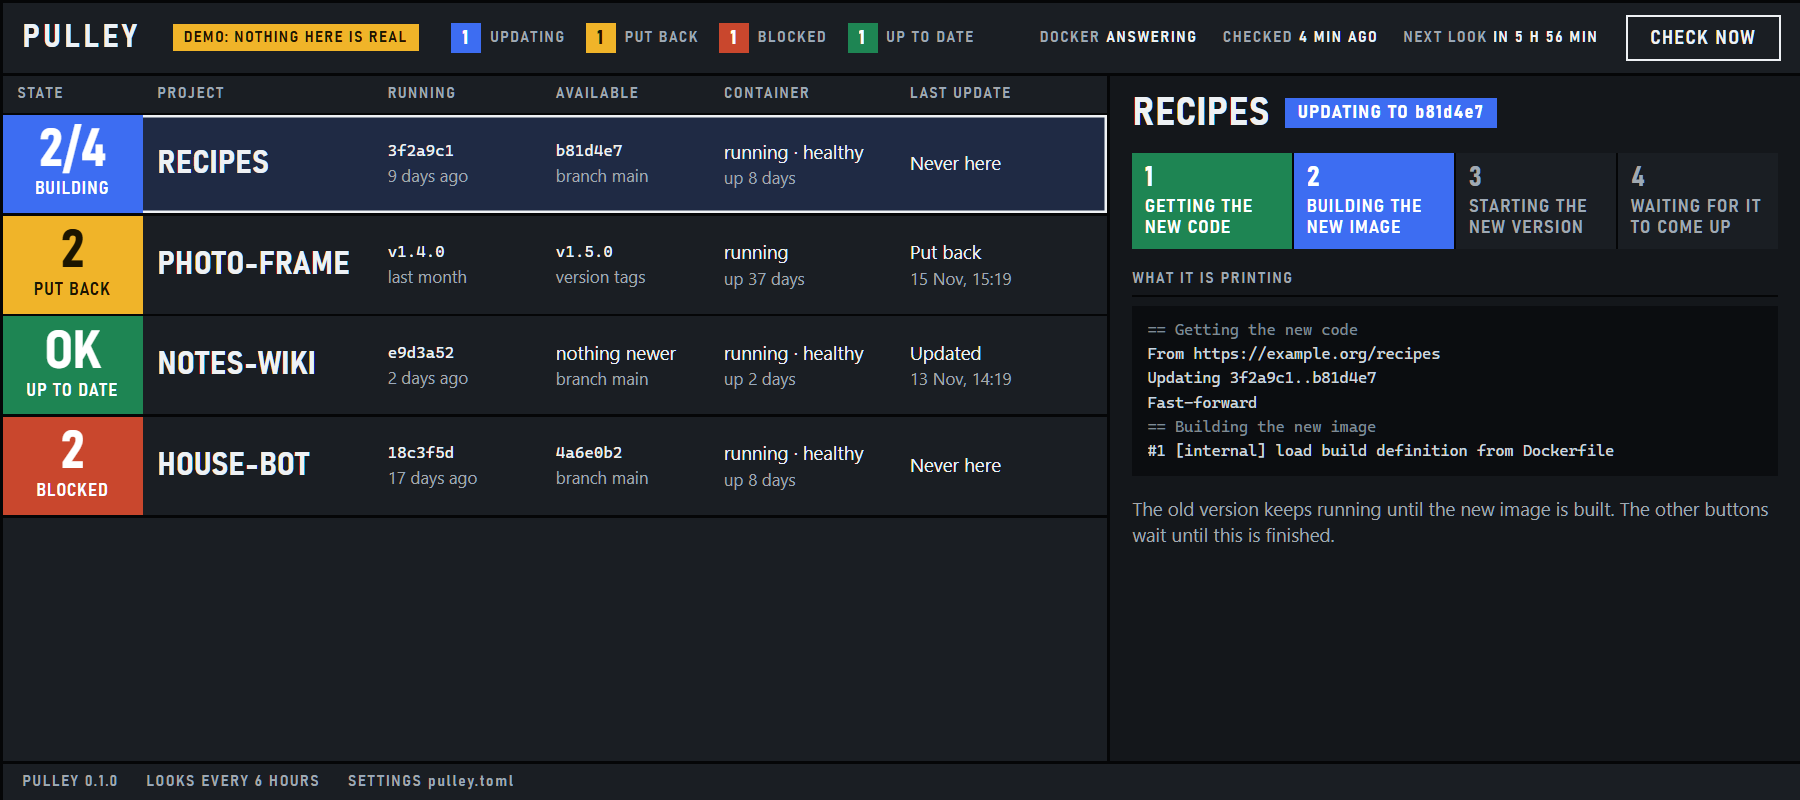 PULLEY
DEMO: NOTHING HERE IS REAL
1 UPDATING
1 PUT BACK
1 BLOCKED
1 UP TO DATE
DOCKER ANSWERING
CHECKED 4 MIN AGO
NEXT LOOK IN 5 H 56 MIN
CHECK NOW
STATE PROJECT RUNNING AVAILABLE CONTAINER LAST UPDATE
2/4
BUILDING
RECIPES
3f2a9c1
9 days ago
b81d4e7
branch main
running · healthy
up 8 days
Never here
2
PUT BACK
PHOTO-FRAME
v1.4.0
last month
v1.5.0
version tags
running
up 37 days
Put back
15 Nov, 15:19
OK
UP TO DATE
NOTES-WIKI
e9d3a52
2 days ago
nothing newer
branch main
running · healthy
up 2 days
Updated
13 Nov, 14:19
2
BLOCKED
HOUSE-BOT
18c3f5d
17 days ago
4a6e0b2
branch main
running · healthy
up 8 days
Never here
RECIPES
UPDATING TO b81d4e7
1
GETTING THE
NEW CODE
2
BUILDING THE
NEW IMAGE
3
STARTING THE
NEW VERSION
4
WAITING FOR IT
TO COME UP
WHAT IT IS PRINTING
== Getting the new code
From https://example.org/recipes
Updating 3f2a9c1..b81d4e7
Fast-forward
== Building the new image
#1 [internal] load build definition from Dockerfile
The old version keeps running until the new image is built. The other buttons
wait until this is finished.
PULLEY 0.1.0
LOOKS EVERY 6 HOURS
SETTINGS pulley.toml